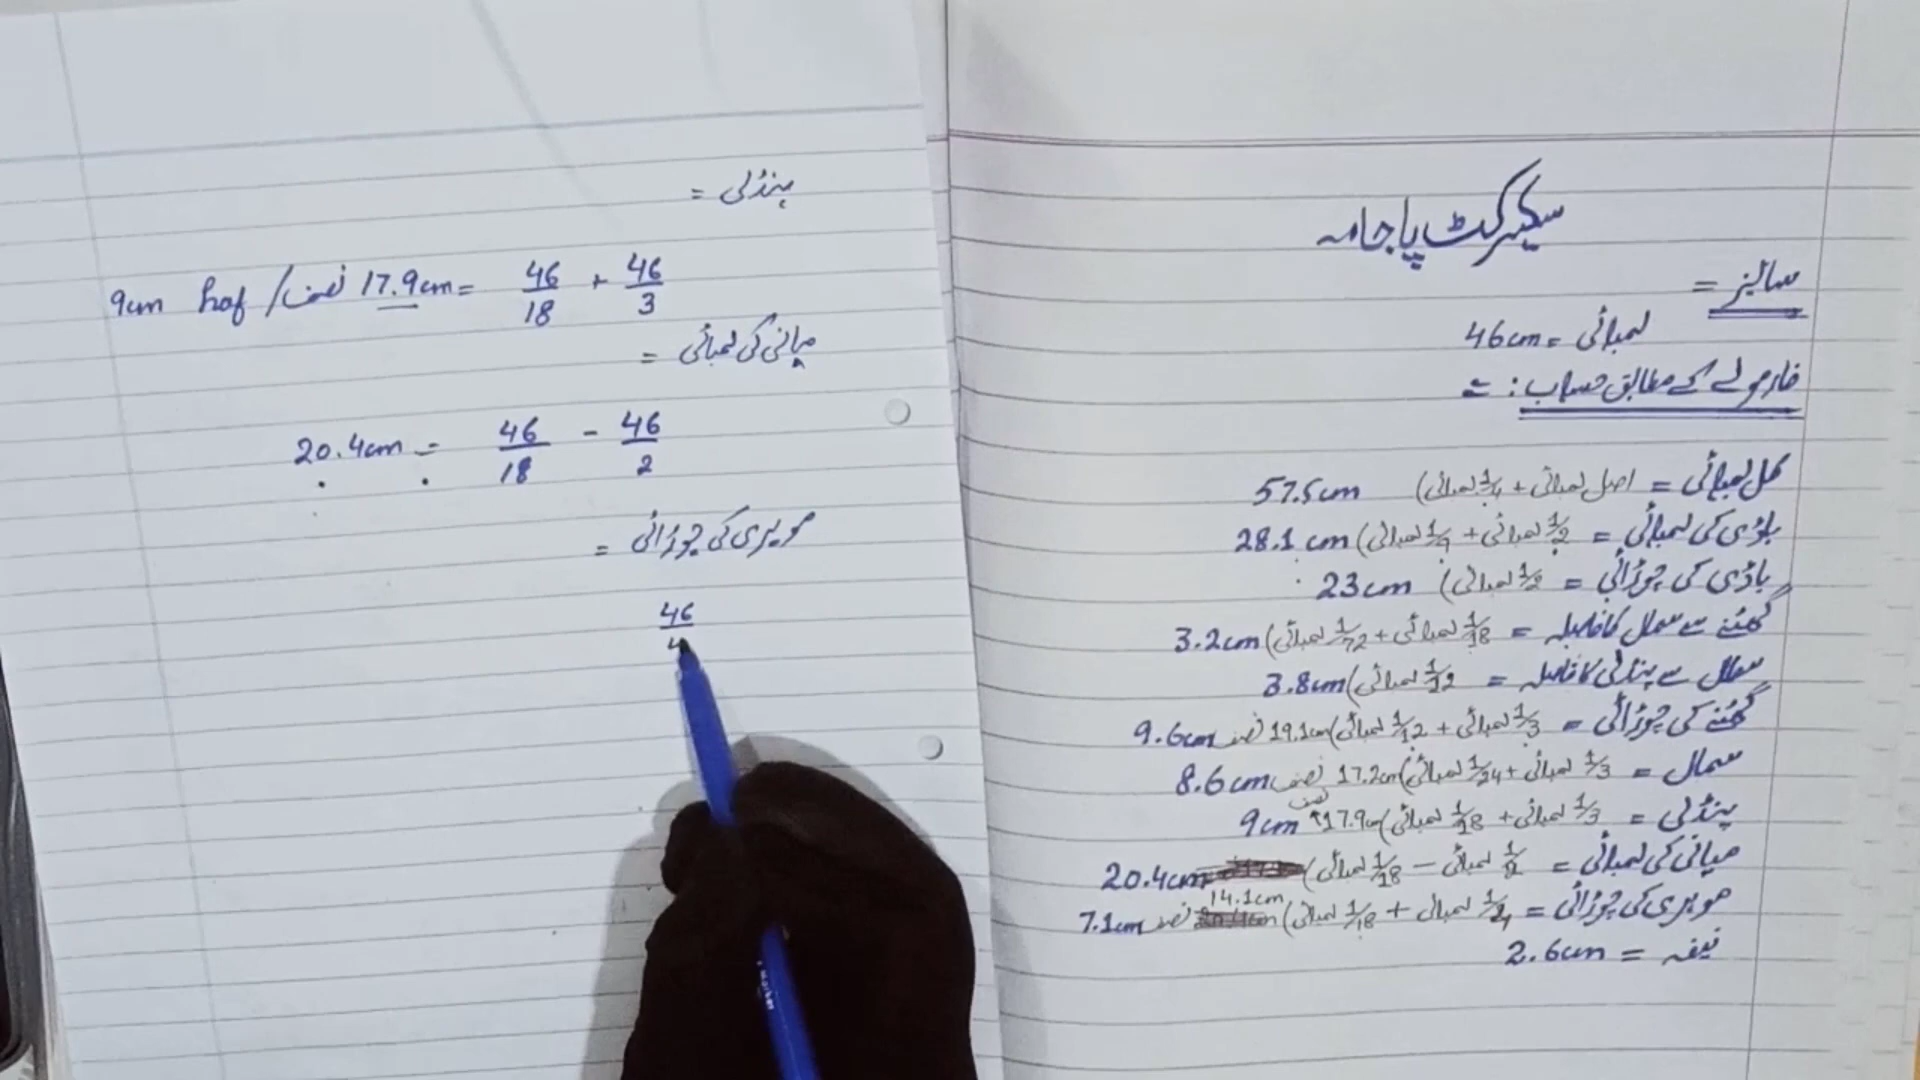 سیکرکٹ پاجامہ
سائز =
لمبائی = 46cm
فارمولے کے مطابق حساب :=
کل لمبائی = (اصل لمبائی + 1/4 لمبائی) 57.5cm
باڈی کی لمبائی = (1/2 لمبائی + 1/9 لمبائی) 28.1 cm
باڈی کی چوڑائی = (1/2 لمبائی) 23cm
گھٹنے سے سمال کا فاصلہ = (1/18 لمبائی + 1/72 لمبائی) 3.2cm
سمال سے پنڈلی کا فاصلہ = (1/12 لمبائی) 3.8cm
گھٹنے کی چوڑائی = (1/3 لمبائی + 1/12 لمبائی) 19.1cm نصف 9.6cm
سمال = (1/3 لمبائی + 1/24 لمبائی) 17.2cm نصف 8.6cm
پنڈلی = (1/3 لمبائی + 1/18 لمبائی) 17.9cm نصف 9cm
میانی کی لمبائی = (1/2 لمبائی – 1/18 لمبائی) 20.4cm
موہری کی چوڑائی = (1/4 لمبائی + 1/18 لمبائی) 14.1cm نصف 7.1cm
نیفہ = 2.6cm
پنڈلی =
9cm haf / نصف 17.9cm = 46/18 + 46/3
میانی کی لمبائی =
20.4cm = 46/18 - 46/2
موہری کی چوڑائی =
46/4